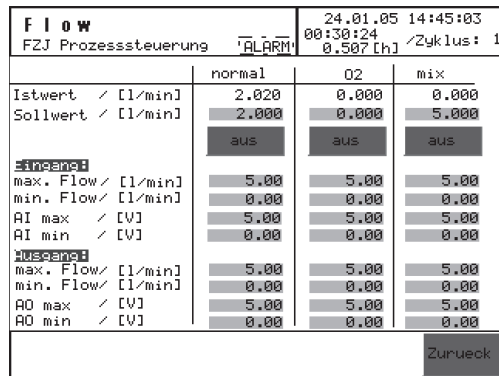 Flow 24.01.05 14:45:03
FZJ Prozesssteuerung 'ALARM' 00:30:24 0.507[h] /Zyklus: 1
normal O2 mix
Istwert / [l/min] 2.020 0.000 0.000
Sollwert / [l/min] 2.000 0.000 5.000
aus aus aus
Eingang:
max. Flow/ [l/min] 5.00 5.00 5.00
min. Flow/ [l/min] 0.00 0.00 0.00
AI max / [V] 5.00 5.00 5.00
AI min / [V] 0.00 0.00 0.00
Ausgang:
max. Flow/ [l/min] 5.00 5.00 5.00
min. Flow/ [l/min] 0.00 0.00 0.00
AO max / [V] 5.00 5.00 5.00
AO min / [V] 0.00 0.00 0.00
Zurueck